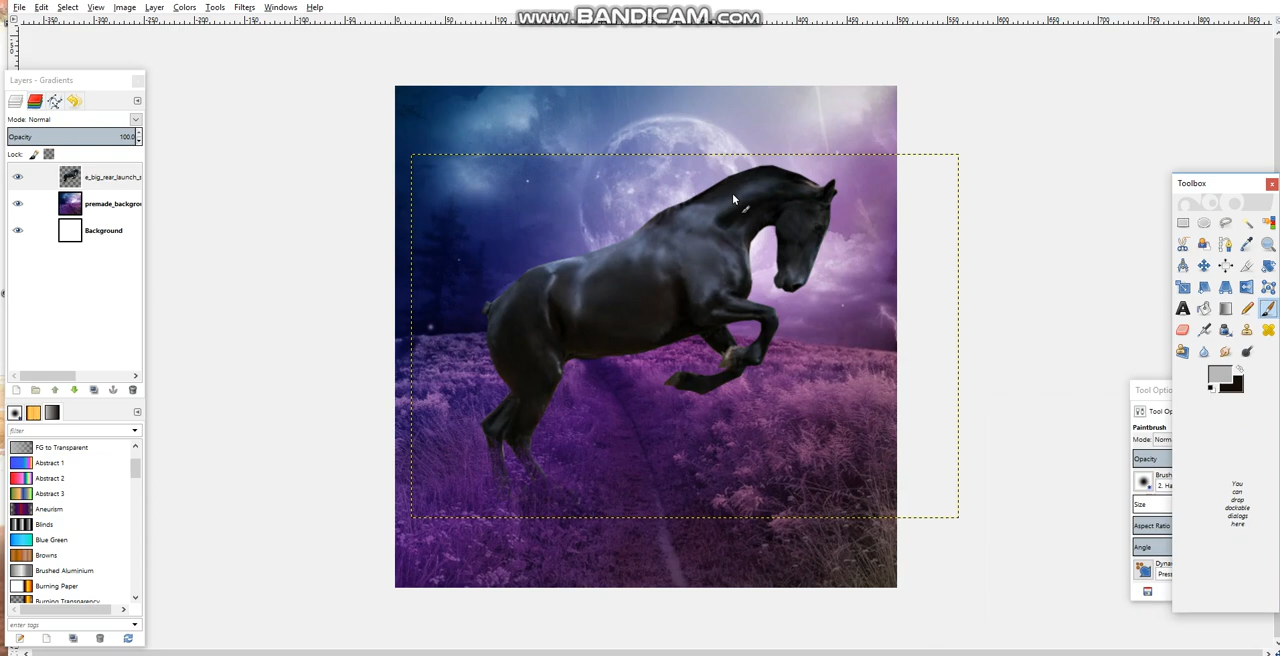 File Edit Select View Image Layer Colors Tools Filters Windows Help
www.BANDICAM.com
Layers - Gradients
Mode: Normal
Opacity 100.0
Lock:
e_big_rear_launch_s
premade_backgrou
Background
filter
FG to Transparent
Abstract 1
Abstract 2
Abstract 3
Aneurism
Blinds
Blue Green
Browns
Brushed Aluminium
Burning Paper
Burning Transparency
enter tags
Toolbox
Tool Optio
Tool Op
Paintbrush
Mode: Norm
Opacity
Brush
2. Ha
Size
Aspect Ratio
Angle
Dynam
Press
You
can
drop
dockable
dialogs
here